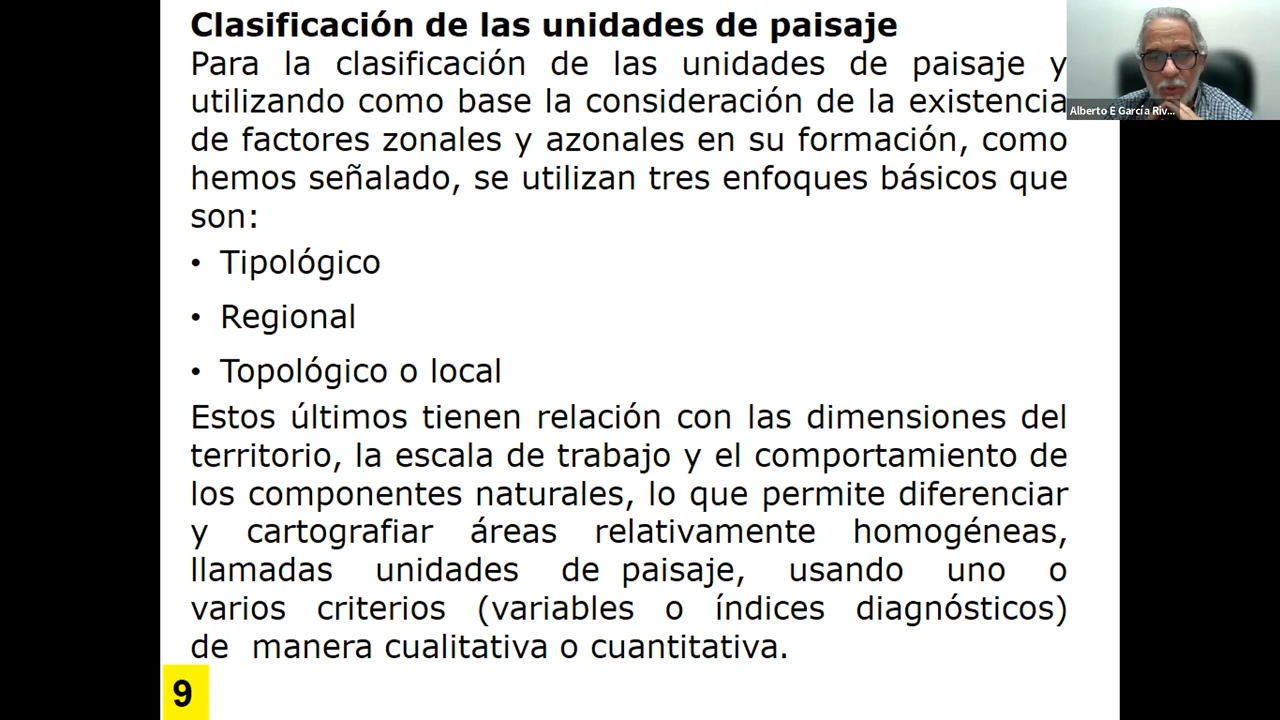 Clasificación de las unidades de paisaje
Para la clasificación de las unidades de paisaje y
utilizando como base la consideración de la existencia
de factores zonales y azonales en su formación, como
hemos señalado, se utilizan tres enfoques básicos que
son:
• Tipológico
• Regional
• Topológico o local
Estos últimos tienen relación con las dimensiones del
territorio, la escala de trabajo y el comportamiento de
los componentes naturales, lo que permite diferenciar
y cartografiar áreas relativamente homogéneas,
llamadas unidades de paisaje, usando uno o
varios criterios (variables o índices diagnósticos)
de manera cualitativa o cuantitativa.
9
Alberto E García Riv...